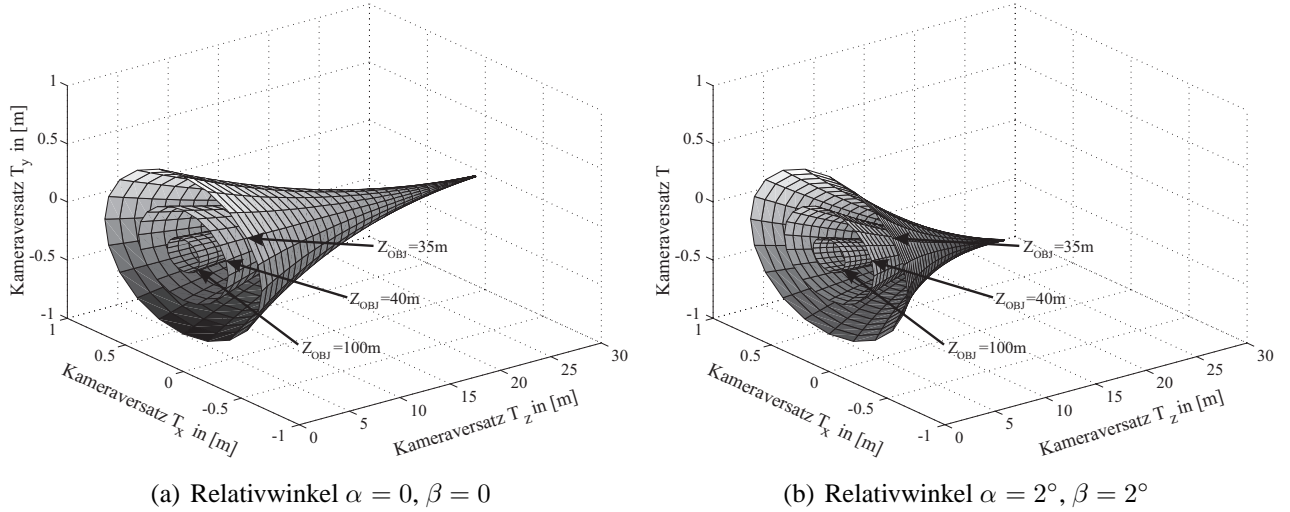 1
0.5
0
-0.5
-1
Kameraversatz T_y in [m]
1
0.5
0
-0.5
-1
Kameraversatz T_x in [m]
0
5
10
15
20
25
30
Kameraversatz T_z in [m]
Z_OBJ=35m
Z_OBJ=40m
Z_OBJ=100m
(a) Relativwinkel α = 0, β = 0
1
0.5
0
-0.5
-1
Kameraversatz T
1
0.5
0
-0.5
-1
Kameraversatz T_x in [m]
0
5
10
15
20
25
30
Kameraversatz T_z in [m]
Z_OBJ=35m
Z_OBJ=40m
Z_OBJ=100m
(b) Relativwinkel α = 2°, β = 2°